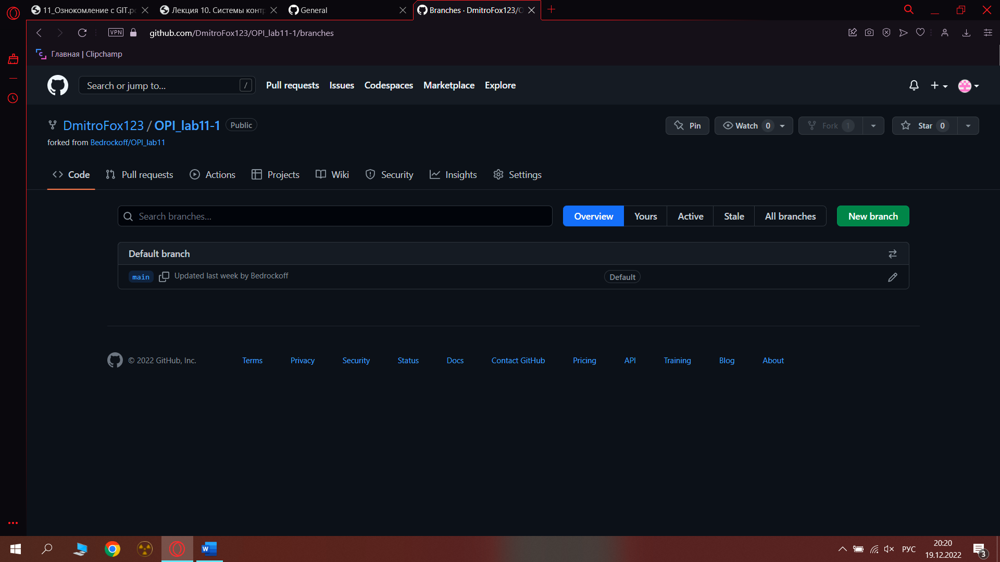 11_Ознокомление с GIT.pc
Лекция 10. Системы контр
General
Branches · DmitroFox123/O
VPN
github.com/DmitroFox123/OPI_lab11-1/branches
Главная | Clipchamp
Search or jump to...
/
Pull requests
Issues
Codespaces
Marketplace
Explore
DmitroFox123 / OPI_lab11-1
Public
Pin
Watch 0
Fork 1
Star 0
forked from Bedrockoff/OPI_lab11
Code
Pull requests
Actions
Projects
Wiki
Security
Insights
Settings
Search branches...
Overview
Yours
Active
Stale
All branches
New branch
Default branch
main
Updated last week by Bedrockoff
Default
© 2022 GitHub, Inc.
Terms
Privacy
Security
Status
Docs
Contact GitHub
Pricing
API
Training
Blog
About
W
РУС
20:20
19.12.2022
3